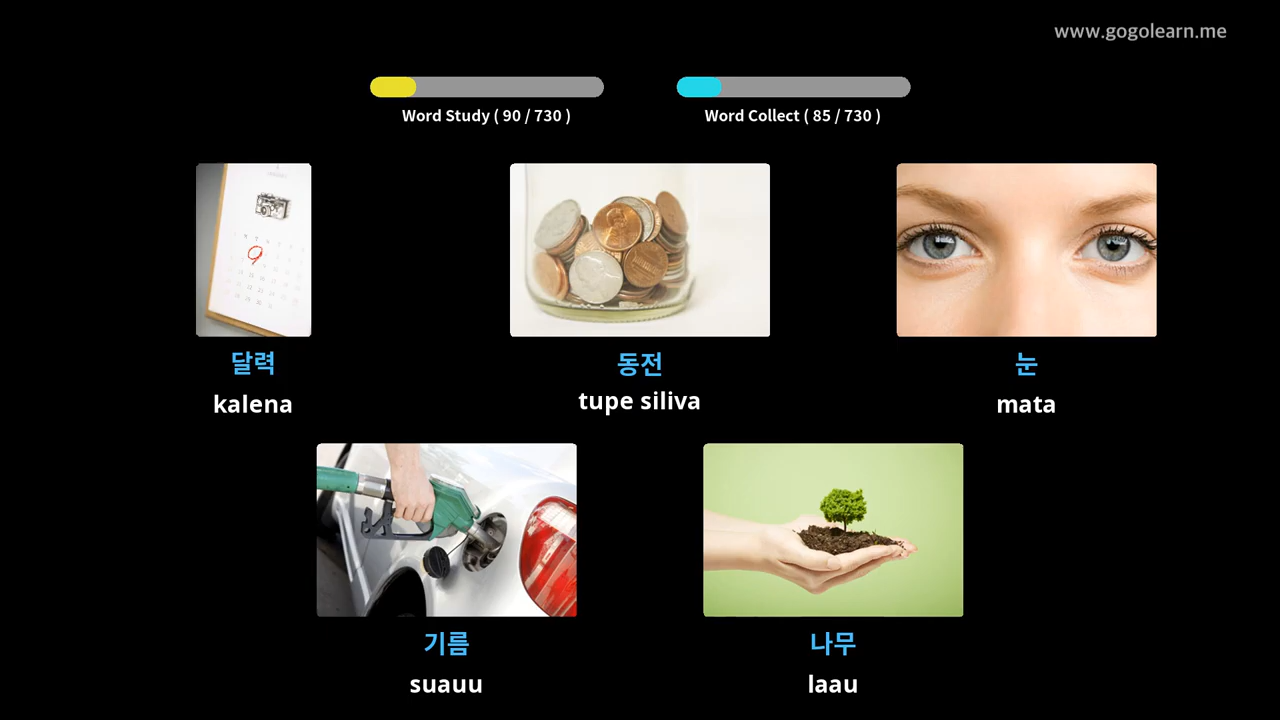 www.gogolearn.me
Word Study ( 90 / 730 )
Word Collect ( 85 / 730 )
달력
kalena
동전
tupe siliva
눈
mata
기름
suauu
나무
laau